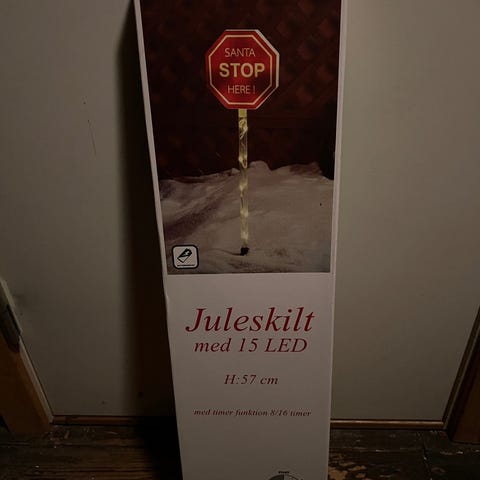 SANTA
STOP
HERE!
Juleskilt
med 15 LED
H:57 cm
med timer funktion 8/16 timer